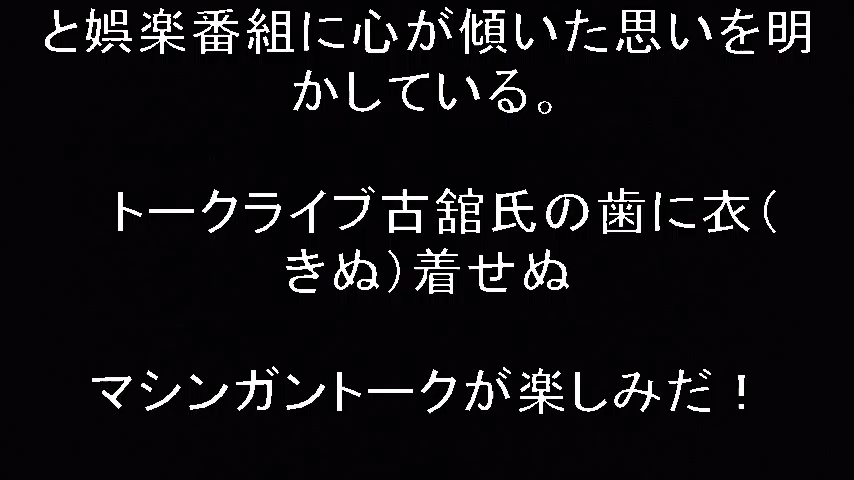 と娯楽番組に心が傾いた思いを明
かしている。
トークライブ古舘氏の歯に衣(
きぬ)着せぬ
マシンガントークが楽しみだ!